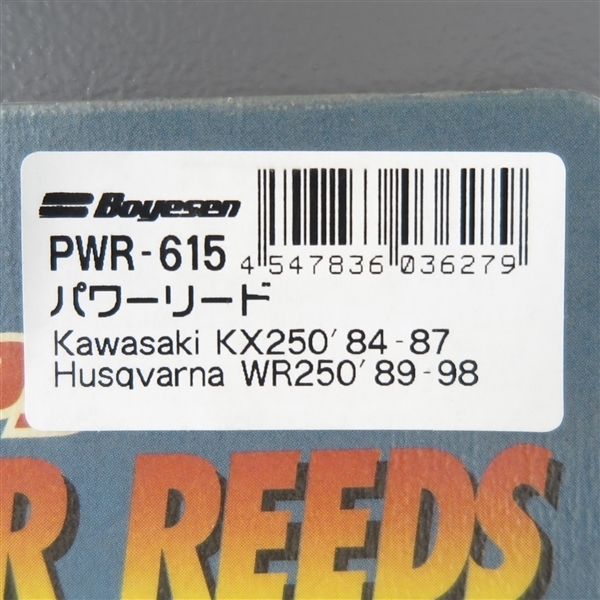 Boyesen
PWR-615
4 547836 036279
パワーリード
Kawasaki KX250'84-87
Husqvarna WR250'89-98
R REEDS